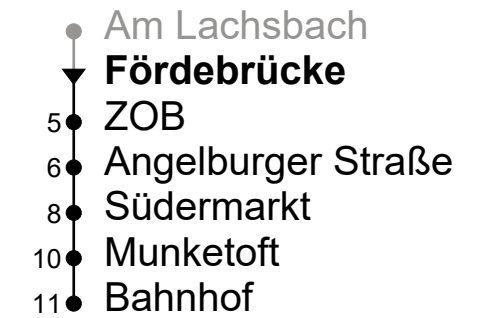 Am Lachsbach
Fördebrücke
5 ZOB
6 Angelburger Straße
8 Südermarkt
10 Munketoft
11 Bahnhof